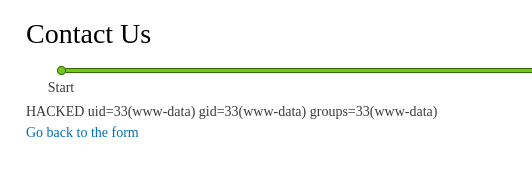 Contact Us
Start
HACKED uid=33(www-data) gid=33(www-data) groups=33(www-data)
Go back to the form